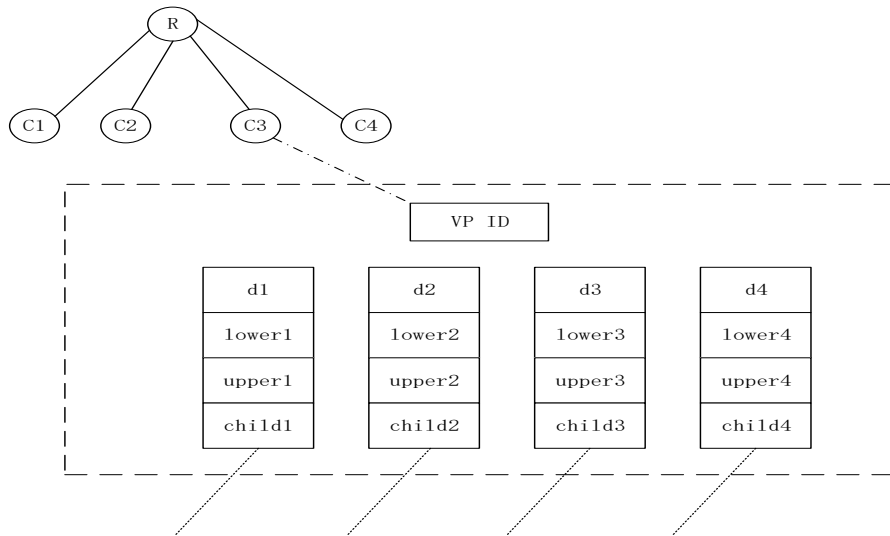 R
C1 C2 C3 C4
VP ID
d1 d2 d3 d4
lower1 lower2 lower3 lower4
upper1 upper2 upper3 upper4
child1 child2 child3 child4